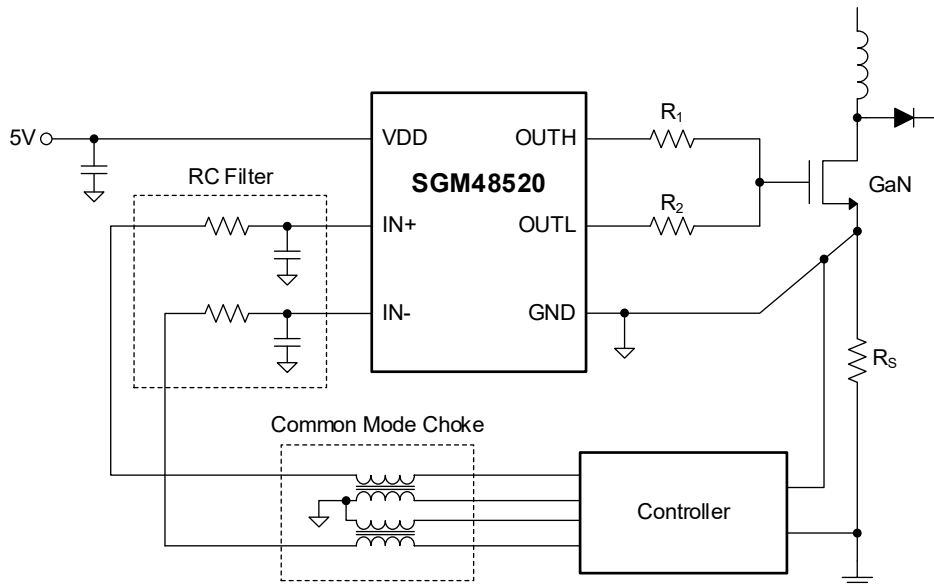 R1
5V
VDD
OUTH
RC Filter
SGM48520
GaN
R2
IN+
OUTL
IN-
GND
RS
Common Mode Choke
Controller